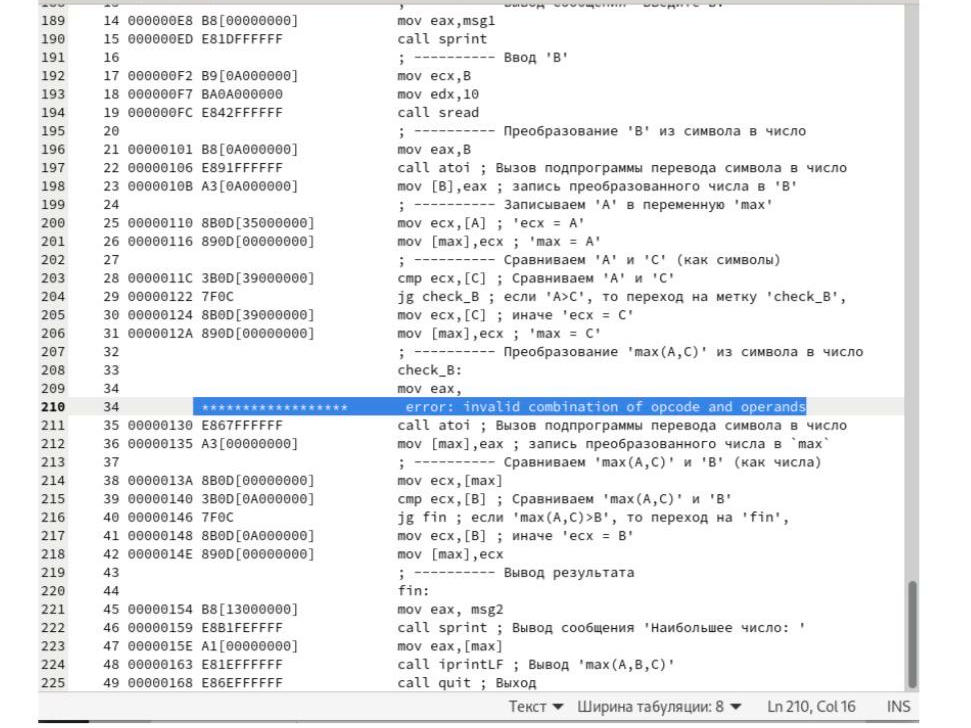 188 13 ; ---------- Вывод сообщения 'Введите B:'
189 14 000000E8 B8[00000000] mov eax,msg1
190 15 000000ED E81DFFFFFF call sprint
191 16 ; ---------- Ввод 'B'
192 17 000000F2 B9[0A000000] mov ecx,B
193 18 000000F7 BA0A000000 mov edx,10
194 19 000000FC E842FFFFFF call sread
195 20 ; ---------- Преобразование 'B' из символа в число
196 21 00000101 B8[0A000000] mov eax,B
197 22 00000106 E891FFFFFF call atoi ; Вызов подпрограммы перевода символа в число
198 23 0000010B A3[0A000000] mov [B],eax ; запись преобразованного числа в 'B'
199 24 ; ---------- Записываем 'A' в переменную 'max'
200 25 00000110 8B0D[35000000] mov ecx,[A] ; 'ecx = A'
201 26 00000116 890D[00000000] mov [max],ecx ; 'max = A'
202 27 ; ---------- Сравниваем 'A' и 'С' (как символы)
203 28 0000011C 3B0D[39000000] cmp ecx,[C] ; Сравниваем 'A' и 'С'
204 29 00000122 7F0C jg check_B ; если 'A>C', то переход на метку 'check_B',
205 30 00000124 8B0D[39000000] mov ecx,[C] ; иначе 'ecx = C'
206 31 0000012A 890D[00000000] mov [max],ecx ; 'max = C'
207 32 ; ---------- Преобразование 'max(A,C)' из символа в число
208 33 check_B:
209 34 mov eax,
210 34 ****************** error: invalid combination of opcode and operands
211 35 00000130 E867FFFFFF call atoi ; Вызов подпрограммы перевода символа в число
212 36 00000135 A3[00000000] mov [max],eax ; запись преобразованного числа в `max`
213 37 ; ---------- Сравниваем 'max(A,C)' и 'B' (как числа)
214 38 0000013A 8B0D[00000000] mov ecx,[max]
215 39 00000140 3B0D[0A000000] cmp ecx,[B] ; Сравниваем 'max(A,C)' и 'B'
216 40 00000146 7F0C jg fin ; если 'max(A,C)>B', то переход на 'fin',
217 41 00000148 8B0D[0A000000] mov ecx,[B] ; иначе 'ecx = B'
218 42 0000014E 890D[00000000] mov [max],ecx
219 43 ; ---------- Вывод результата
220 44 fin:
221 45 00000154 B8[13000000] mov eax, msg2
222 46 00000159 E8B1FEFFFF call sprint ; Вывод сообщения 'Наибольшее число: '
223 47 0000015E A1[00000000] mov eax,[max]
224 48 00000163 E81EFFFFFF call iprintLF ; Вывод 'max(A,B,C)'
225 49 00000168 E86EFFFFFF call quit ; Выход
Текст Ширина табуляции: 8 Ln 210, Col 16 INS